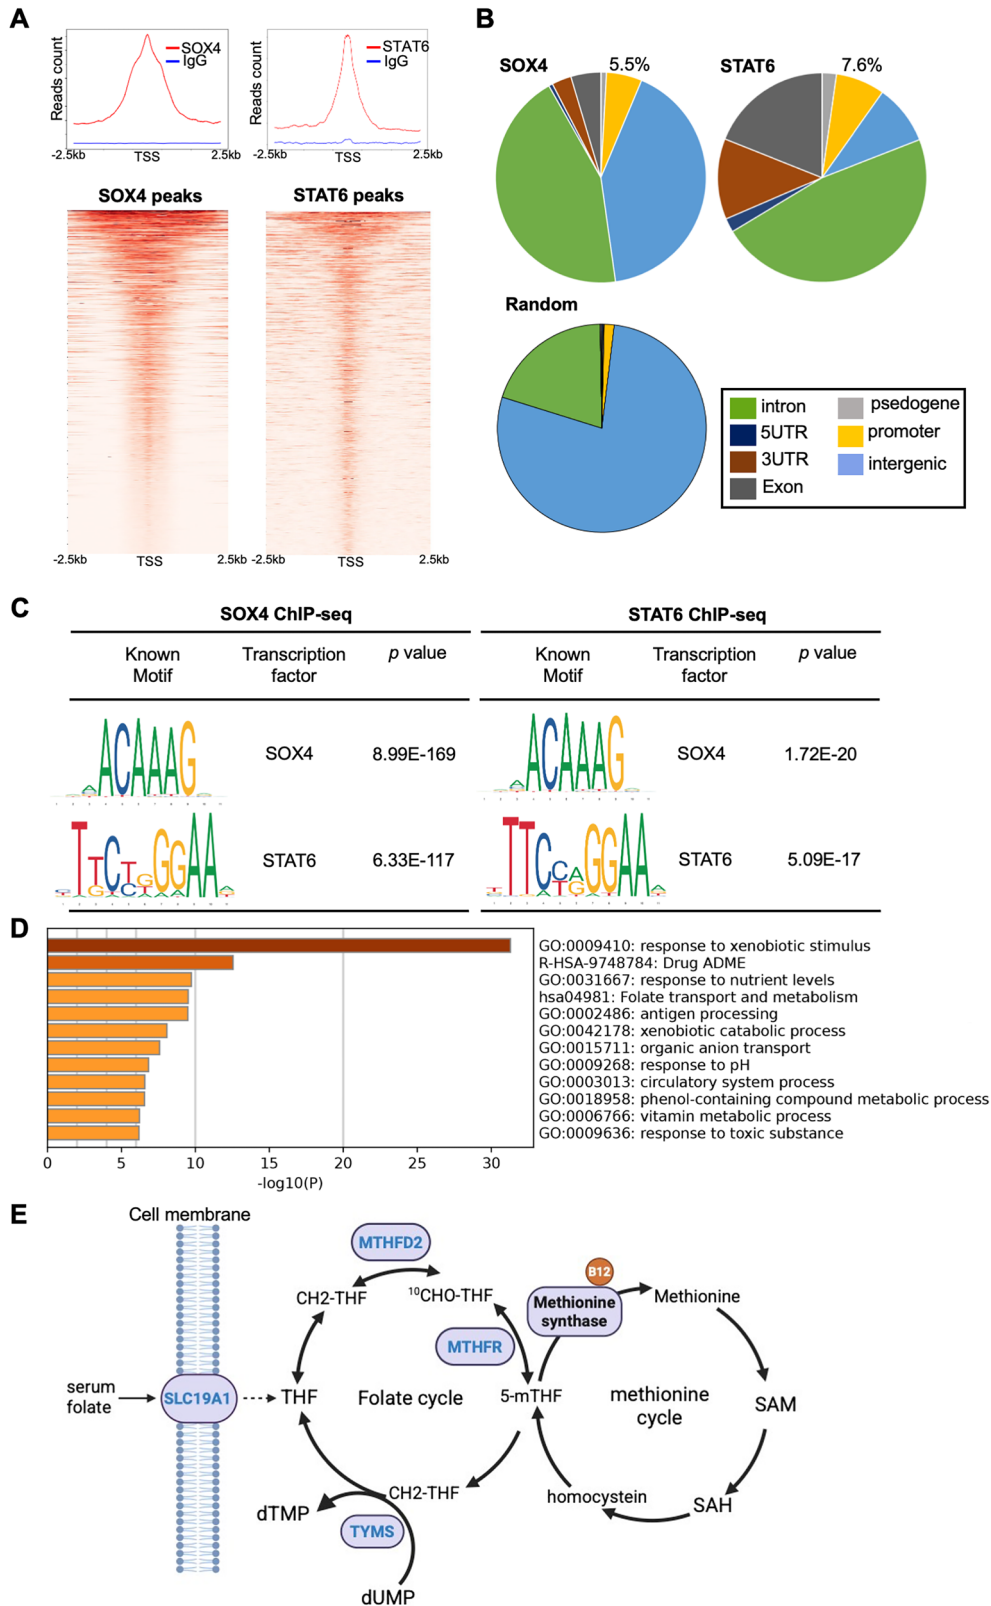 A
Reads count
SOX4
IgG
-2.5kb
TSS
2.5kb
Reads count
STAT6
IgG
-2.5kb
TSS
2.5kb
SOX4 peaks
STAT6 peaks
-2.5kb
TSS
2.5kb
-2.5kb
TSS
2.5kb
B
SOX4
5.5%
STAT6
7.6%
Random
intron
5UTR
3UTR
Exon
psedogene
promoter
intergenic
C
SOX4 ChIP-seq
STAT6 ChIP-seq
Known
Motif
Transcription
factor
p value
Known
Motif
Transcription
factor
p value
ACAAAG
SOX4
8.99E-169
ACAAAG
SOX4
1.72E-20
STAT6
6.33E-117
STAT6
5.09E-17
D
GO:0009410: response to xenobiotic stimulus
R-HSA-9748784: Drug ADME
GO:0031667: response to nutrient levels
hsa04981: Folate transport and metabolism
GO:0002486: antigen processing
GO:0042178: xenobiotic catabolic process
GO:0015711: organic anion transport
GO:0009268: response to pH
GO:0003013: circulatory system process
GO:0018958: phenol-containing compound metabolic process
GO:0006766: vitamin metabolic process
GO:0009636: response to toxic substance
0 5 10 15 20 25 30
-log10(P)
E
Cell membrane
serum
folate
SLC19A1
THF
CH2-THF
MTHFD2
10CHO-THF
MTHFR
Folate cycle
5-mTHF
CH2-THF
dTMP
TYMS
dUMP
B12
Methionine
synthase
Methionine
methionine
cycle
SAM
SAH
homocystein